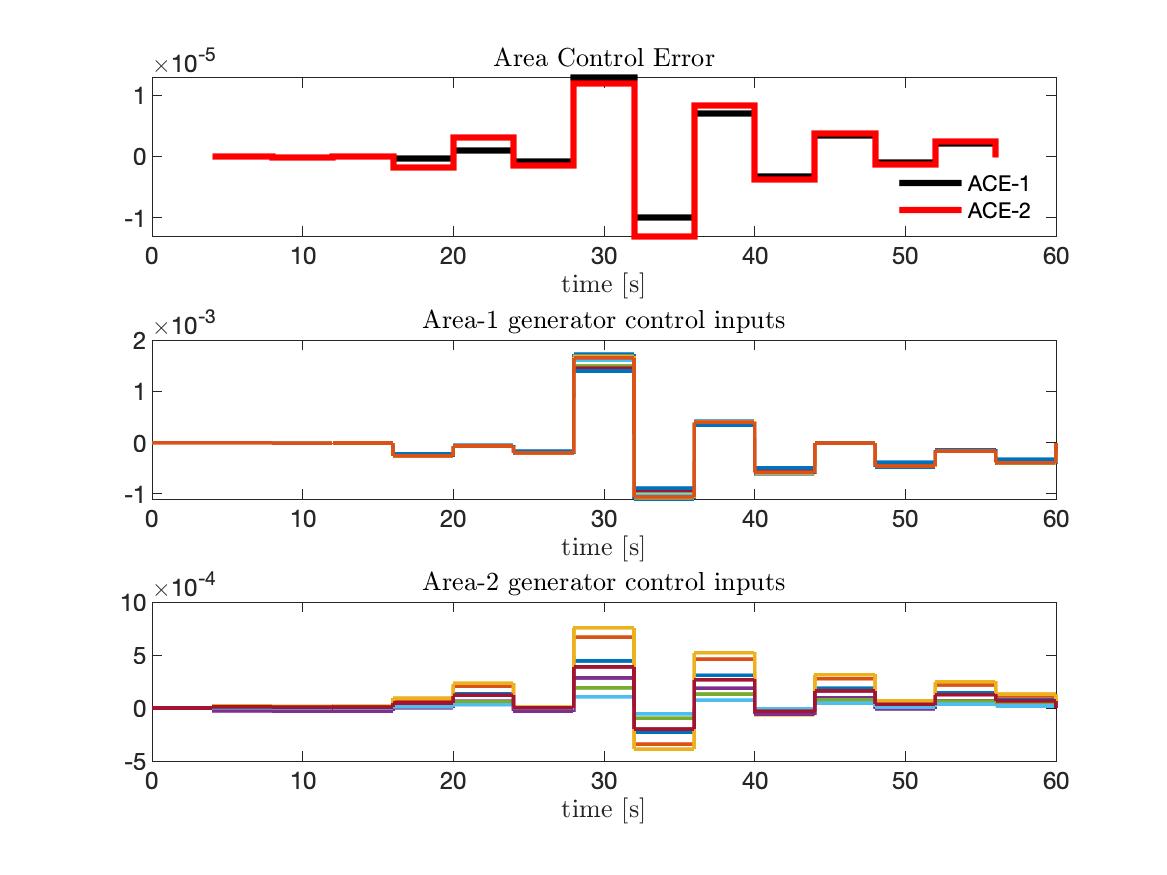 ×10-5
Area Control Error
1
0
-1
ACE-1
ACE-2
0 10 20 30 40 50 60
time [s]
×10-3
Area-1 generator control inputs
2
1
0
-1
0 10 20 30 40 50 60
time [s]
×10-4
Area-2 generator control inputs
10
5
0
-5
0 10 20 30 40 50 60
time [s]